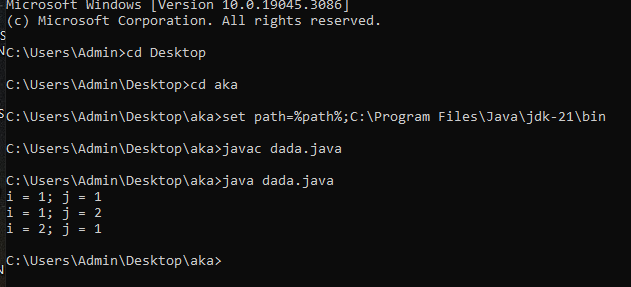 Microsoft Windows [Version 10.0.19045.3086]
(c) Microsoft Corporation. All rights reserved.
C:\Users\Admin>cd Desktop
C:\Users\Admin\Desktop>cd aka
C:\Users\Admin\Desktop\aka>set path=%path%;C:\Program Files\Java\jdk-21\bin
C:\Users\Admin\Desktop\aka>javac dada.java
C:\Users\Admin\Desktop\aka>java dada.java
i = 1; j = 1
i = 1; j = 2
i = 2; j = 1
C:\Users\Admin\Desktop\aka>